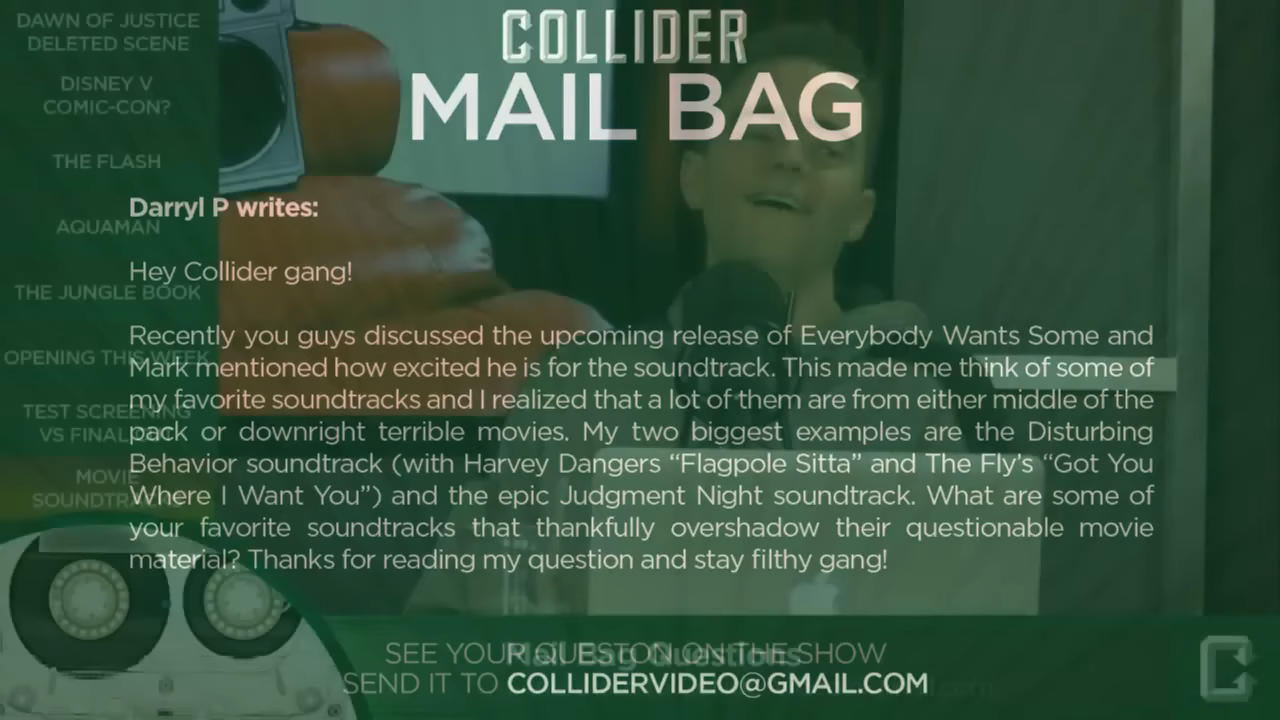 DAWN OF JUSTICE
DELETED SCENE
DISNEY V
COMIC-CON?
THE FLASH
AQUAMAN
THE JUNGLE BOOK
OPENING THIS WEEK
TEST SCREENING
VS FINAL CUT
MOVIE
COLLIDER
MAIL BAG
Darryl P writes:
Hey Collider gang!
Recently you guys discussed the upcoming release of Everybody Wants Some and
Mark mentioned how excited he is for the soundtrack. This made me think of some of
my favorite soundtracks and I realized that a lot of them are from either middle of the
pack or downright terrible movies. My two biggest examples are the Disturbing
Behavior soundtrack (with Harvey Dangers “Flagpole Sitta” and The Fly’s “Got You
Where I Want You”) and the epic Judgment Night soundtrack. What are some of
your favorite soundtracks that thankfully overshadow their questionable movie
material? Thanks for reading my question and stay filthy gang!
Mail Bag Questions
SEE YOUR QUESTON ON THE SHOW
SEND IT TO COLLIDERVIDEO@GMAIL.COM